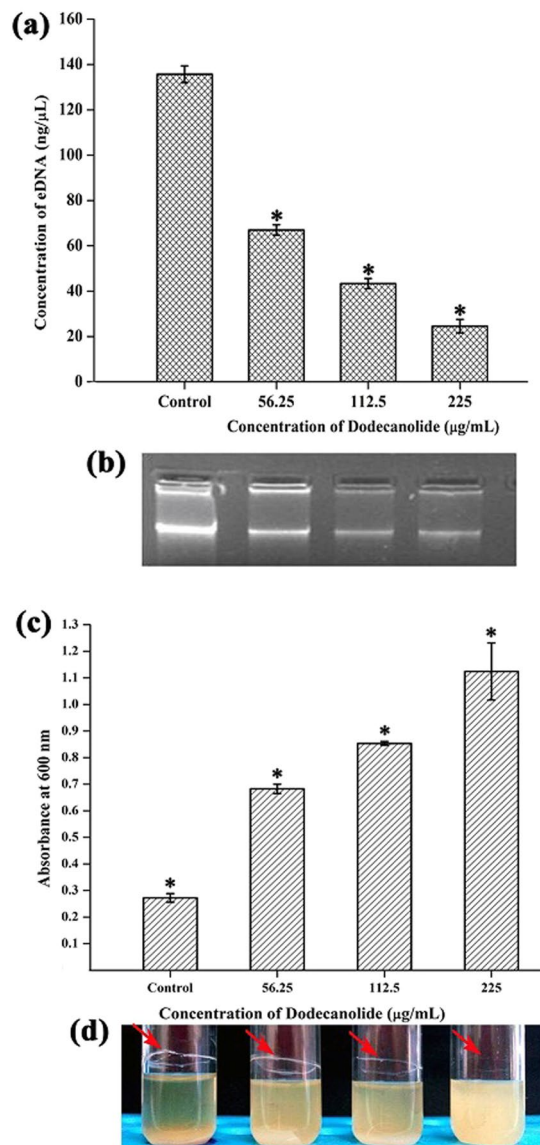 (a)
160
140
120
100
80
60
40
20
0
Concentration of eDNA (ng/µL)
*
*
*
Control 56.25 112.5 225
Concentration of Dodecanolide (µg/mL)
(b)
(c)
1.3
1.2
1.1
1.0
0.9
0.8
0.7
0.6
0.5
0.4
0.3
0.2
0.1
Absorbance at 600 nm
*
*
*
*
Control 56.25 112.5 225
Concentration of Dodecanolide (µg/mL)
(d)